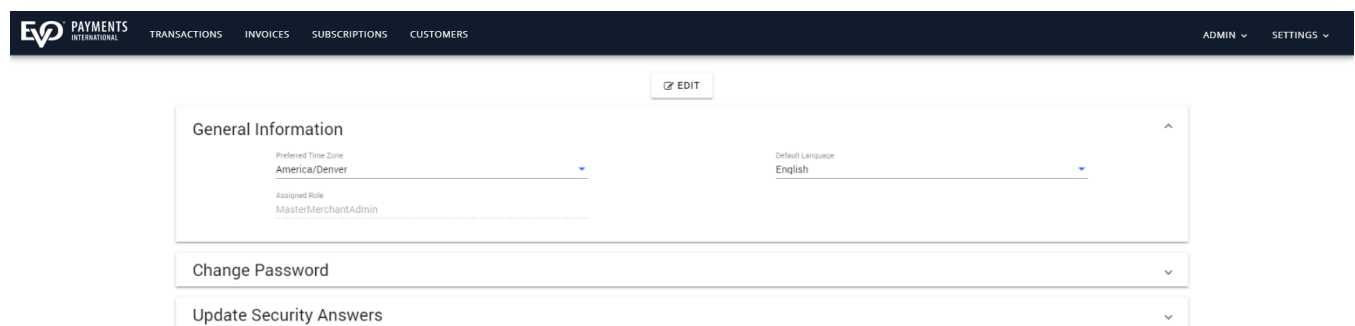 EVO PAYMENTS INTERNATIONAL TRANSACTIONS INVOICES SUBSCRIPTIONS CUSTOMERS ADMIN SETTINGS
EDIT
General Information
Preferred Time Zone Default Language
America/Denver English
Assigned Role
MasterMerchantAdmin
Change Password
Update Security Answers